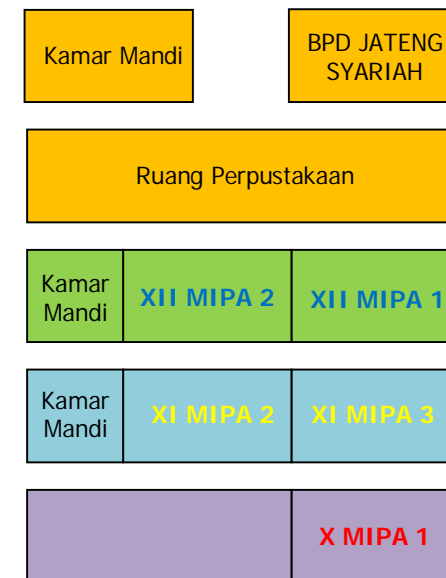 Kamar Mandi
BPD JATENG
SYARIAH
Ruang Perpustakaan
Kamar
Mandi
XII MIPA 2
XII MIPA 1
Kamar
Mandi
XI MIPA 2
XI MIPA 3
X MIPA 1